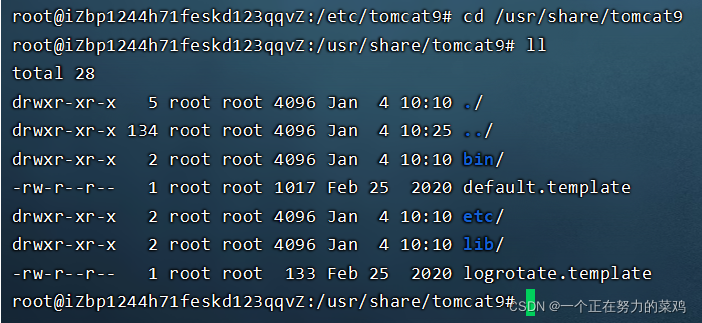 root@iZbp1244h71feskd123qqvZ:/etc/tomcat9# cd /usr/share/tomcat9
root@iZbp1244h71feskd123qqvZ:/usr/share/tomcat9# ll
total 28
drwxr-xr-x   5 root root 4096 Jan  4 10:10 ./
drwxr-xr-x 134 root root 4096 Jan  4 10:25 ../
drwxr-xr-x   2 root root 4096 Jan  4 10:10 bin/
-rw-r--r--   1 root root 1017 Feb 25  2020 default.template
drwxr-xr-x   2 root root 4096 Jan  4 10:10 etc/
drwxr-xr-x   2 root root 4096 Jan  4 10:10 lib/
-rw-r--r--   1 root root  133 Feb 25  2020 logrotate.template
root@iZbp1244h71feskd123qqvZ:/usr/share/tomcat9#
CSDN @一个正在努力的菜鸡